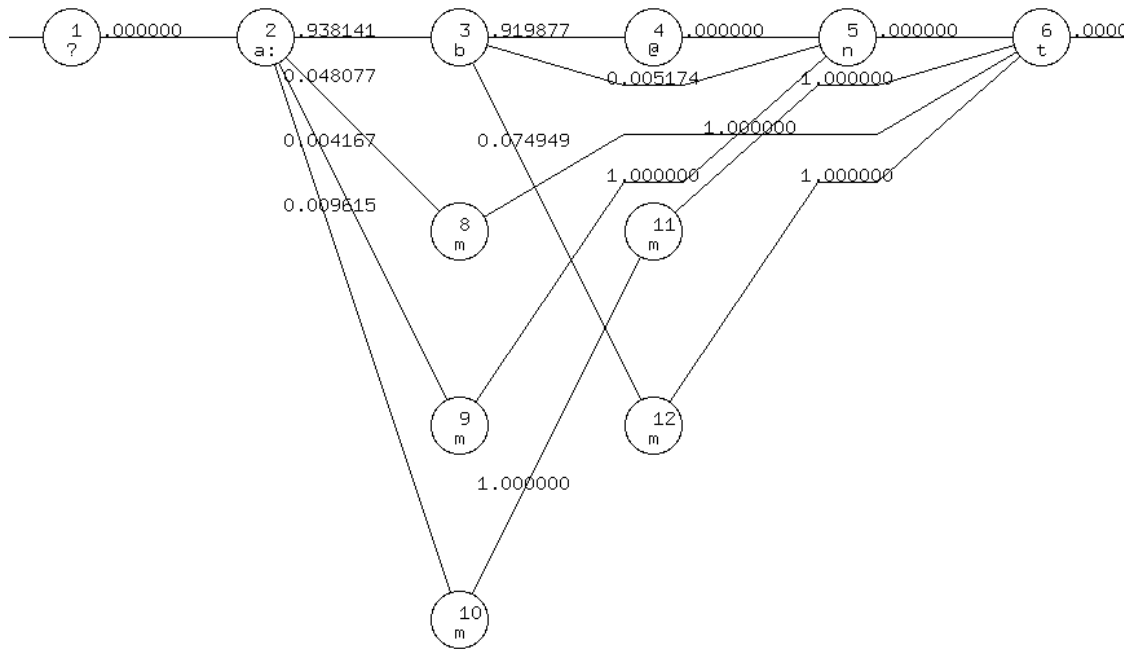 1 .000000 2 .938141 3 .919877 4 .000000 5 .000000 6 .0000
? a: b @ n t
0.048077 0.005174 1.000000
0.004167 0.074949 1.000000
1.000000 1.000000
0.009615
8 11
m m
9 12
m m
1.000000
10
m